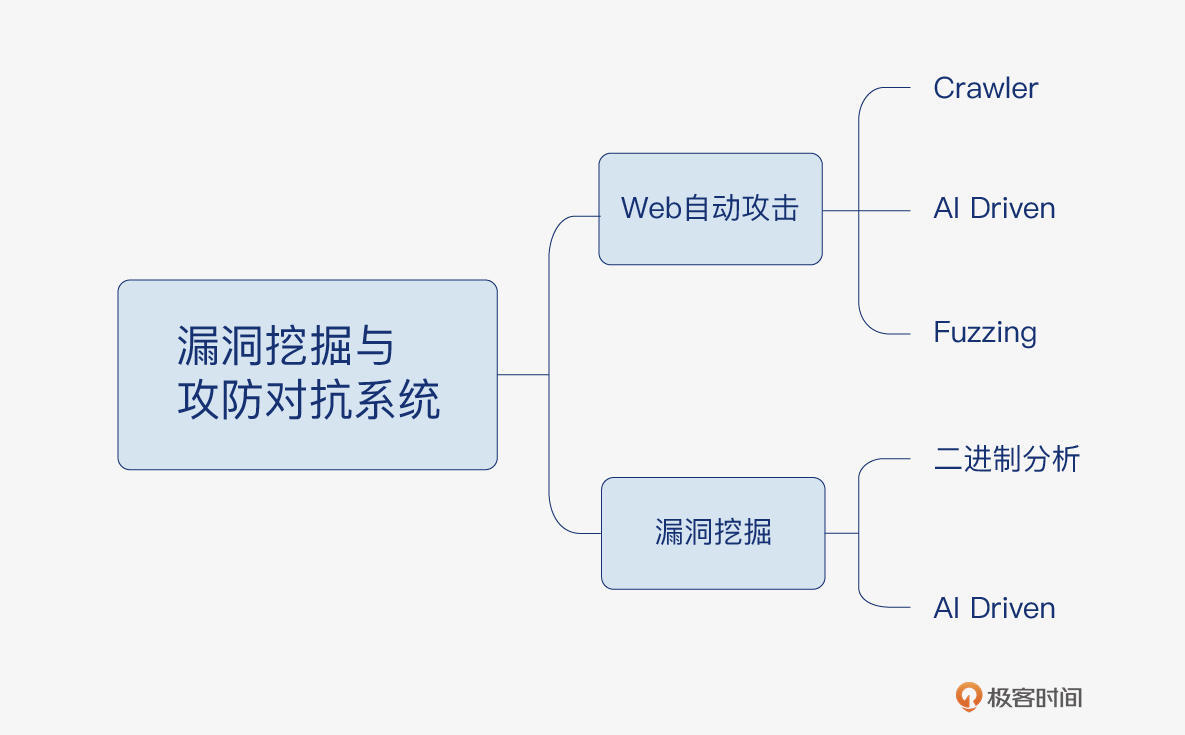 漏洞挖掘与
攻防对抗系统
Web自动攻击
Crawler
AI Driven
Fuzzing
漏洞挖掘
二进制分析
AI Driven
极客时间